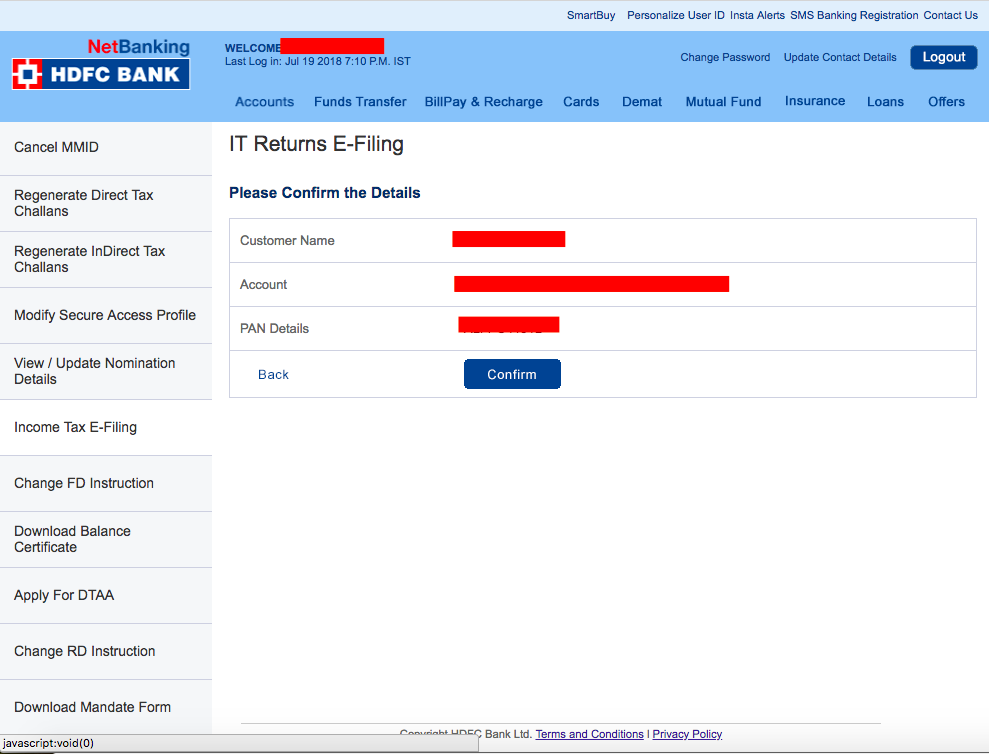 SmartBuy Personalize User ID Insta Alerts SMS Banking Registration Contact Us
NetBanking
HDFC BANK
WELCOME
Last Log in: Jul 19 2018 7:10 P.M. IST
Change Password Update Contact Details Logout
Accounts Funds Transfer BillPay & Recharge Cards Demat Mutual Fund Insurance Loans Offers
Cancel MMID
Regenerate Direct Tax
Challans
Regenerate InDirect Tax
Challans
Modify Secure Access Profile
View / Update Nomination
Details
Income Tax E-Filing
Change FD Instruction
Download Balance
Certificate
Apply For DTAA
Change RD Instruction
Download Mandate Form
IT Returns E-Filing
Please Confirm the Details
Customer Name
Account
PAN Details
Back Confirm
Copyright HDFC Bank Ltd. Terms and Conditions | Privacy Policy
javascript:void(0)